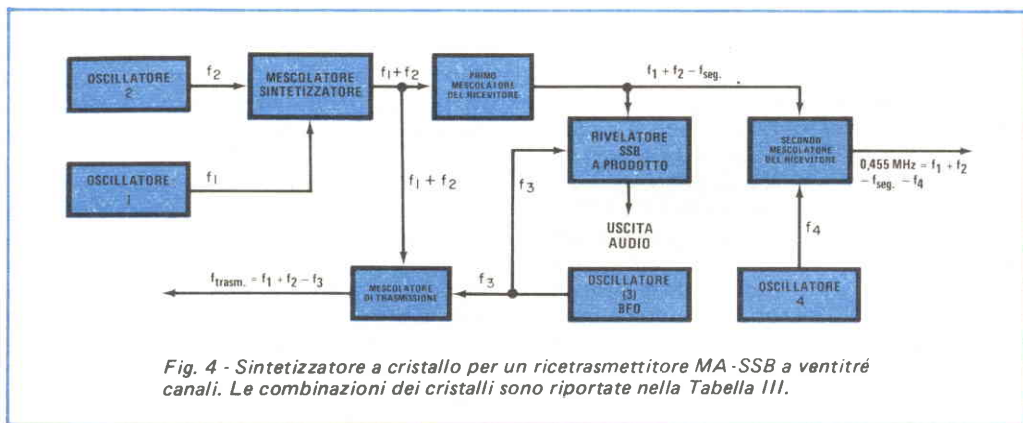 OSCILLATORE
2
f2
MESCOLATORE
SINTETIZZATORE
f1+f2
PRIMO
MESCOLATORE
DEL RICEVITORE
f1 + f2 – fseg.
OSCILLATORE
1
f1
f1 + f2
f3
RIVELATORE
SSB
A PRODOTTO
SECONDO
MESCOLATORE
DEL RICEVITORE
0,455 MHz = f1 + f2
– fseg. – f4
USCITA
AUDIO
f4
ftrasm. = f1 + f2 – f3
MESCOLATORE
DI TRASMISSIONE
f3
OSCILLATORE
(3)
BFO
OSCILLATORE
4
Fig. 4 - Sintetizzatore a cristallo per un ricetrasmettitore MA-SSB a ventitré
canali. Le combinazioni dei cristalli sono riportate nella Tabella III.